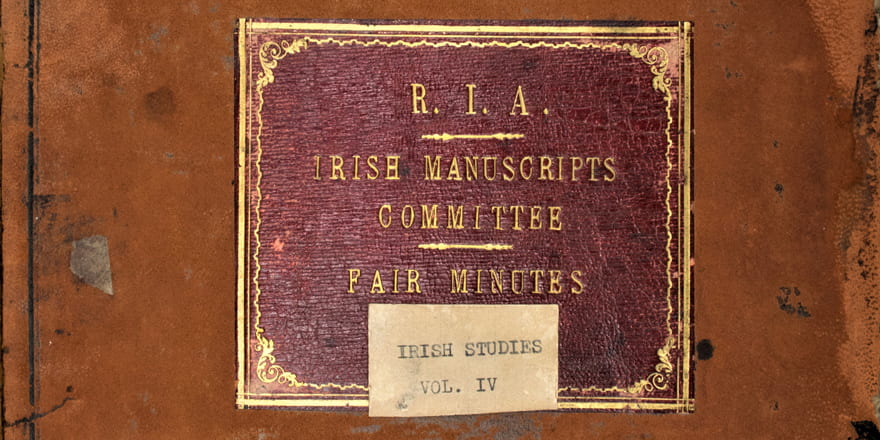 R. I. A.
IRISH MANUSCRIPTS
COMMITTEE
FAIR MINUTES
IRISH STUDIES
VOL. IV